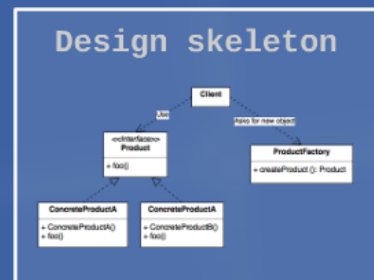 Design skeleton
Client
Use
Asks for new object
<<interface>>
Product
+ foo()
ProductFactory
+ createProduct (): Product
ConcreteProductA
+ ConcreteProductA()
+ foo()
ConcreteProductA
+ ConcreteProductB()
+ foo()